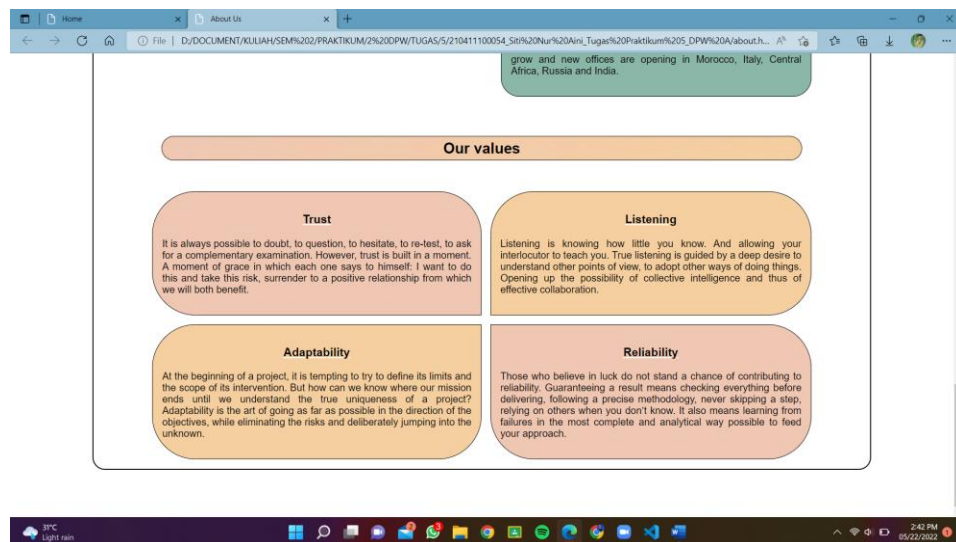 Home
About Us
File | D:/DOCUMENT/KULIAH/SEM%202/PRAKTIKUM/2%20DPW/TUGAS/5/210411100054_Siti%20Nur%20Aini_Tugas%20Praktikum%205_DPW%20A/about.h...
grow and new offices are opening in Morocco, Italy, Central
Africa, Russia and India.
Our values
Trust
It is always possible to doubt, to question, to hesitate, to re-test, to ask
for a complementary examination. However, trust is built in a moment.
A moment of grace in which each one says to himself: I want to do
this and take this risk, surrender to a positive relationship from which
we will both benefit.
Listening
Listening is knowing how little you know. And allowing your
interlocutor to teach you. True listening is guided by a deep desire to
understand other points of view, to adopt other ways of doing things.
Opening up the possibility of collective intelligence and thus of
effective collaboration.
Adaptability
At the beginning of a project, it is tempting to try to define its limits and
the scope of its intervention. But how can we know where our mission
ends until we understand the true uniqueness of a project?
Adaptability is the art of going as far as possible in the direction of the
objectives, while eliminating the risks and deliberately jumping into the
unknown.
Reliability
Those who believe in luck do not stand a chance of contributing to
reliability. Guaranteeing a result means checking everything before
delivering, following a precise methodology, never skipping a step,
relying on others when you don't know. It also means learning from
failures in the most complete and analytical way possible to feed
your approach.
31°C
Light rain
2:42 PM
05/22/2022